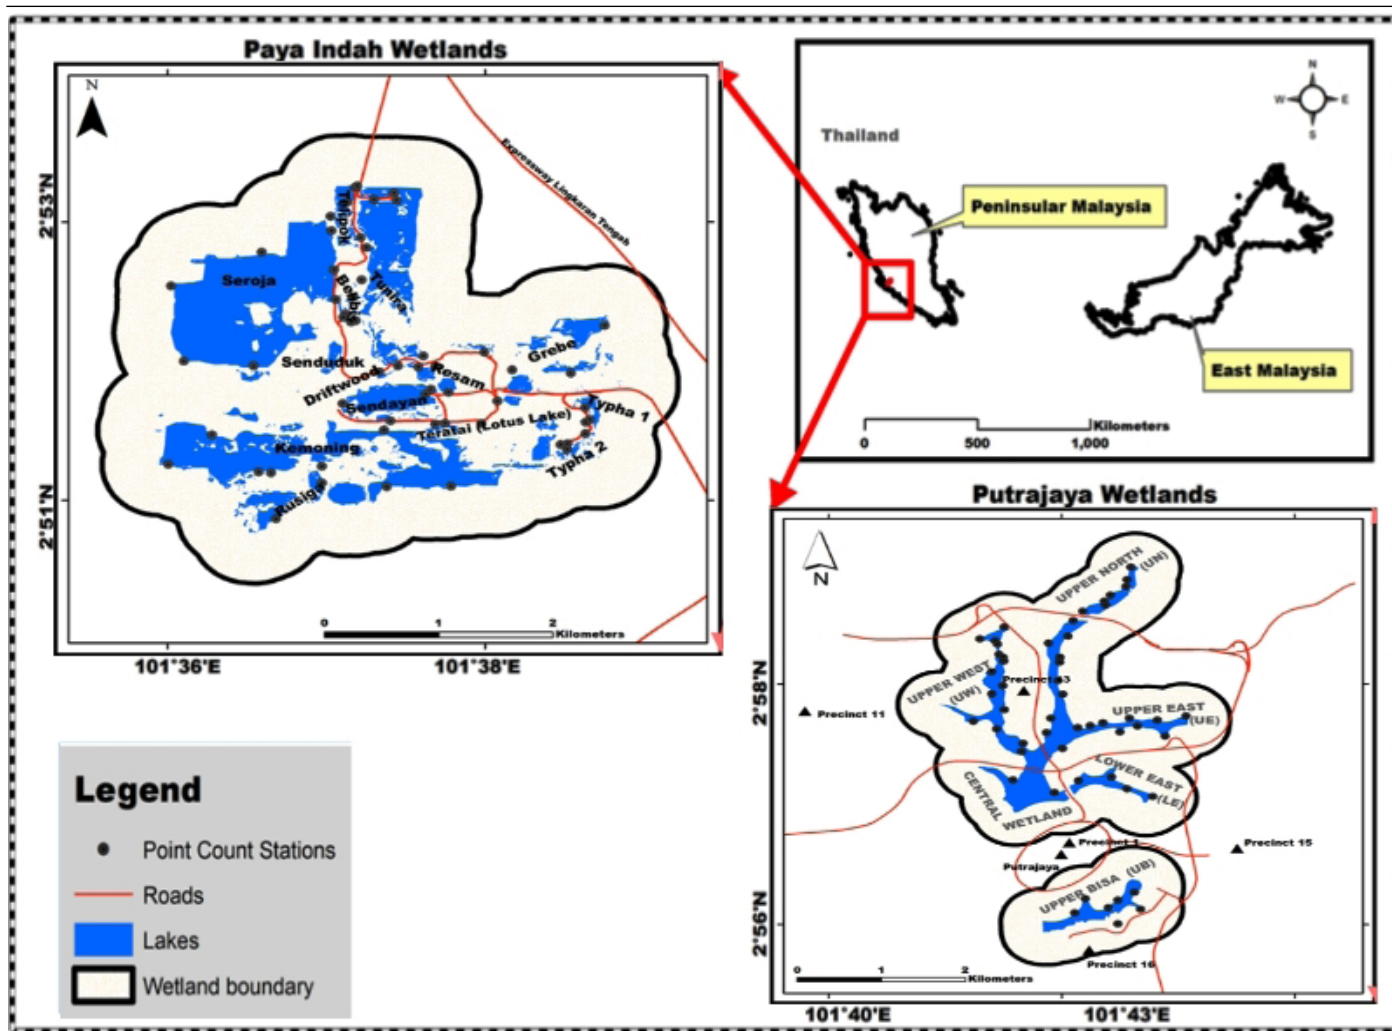 Paya Indah Wetlands
N
2°53'N
2°51'N
101°36'E
101°38'E
Expressway Lingkaran Tengah
Telipok
Seroja
Belibis
Tunira
Senduduk
Driftwood
Resam
Grebe
Sendayan
Typha 1
Teratai (Lotus Lake)
Kemoning
Typha 2
Rusiga
0 1 2
Kilometers
Thailand
N
W E
S
Peninsular Malaysia
East Malaysia
Kilometers
0 500 1,000
Putrajaya Wetlands
N
2°58'N
2°56'N
101°40'E
101°43'E
UPPER NORTH
(UN)
UPPER WEST
(UW)
Precinct 13
Precinct 11
UPPER EAST
(UE)
LOWER EAST
(LE)
CENTRAL
WETLAND
Precinct 1
Putrajaya
Precinct 15
UPPER BISA (UB)
Precinct 16
0 1 2
Kilometers
Legend
Point Count Stations
Roads
Lakes
Wetland boundary